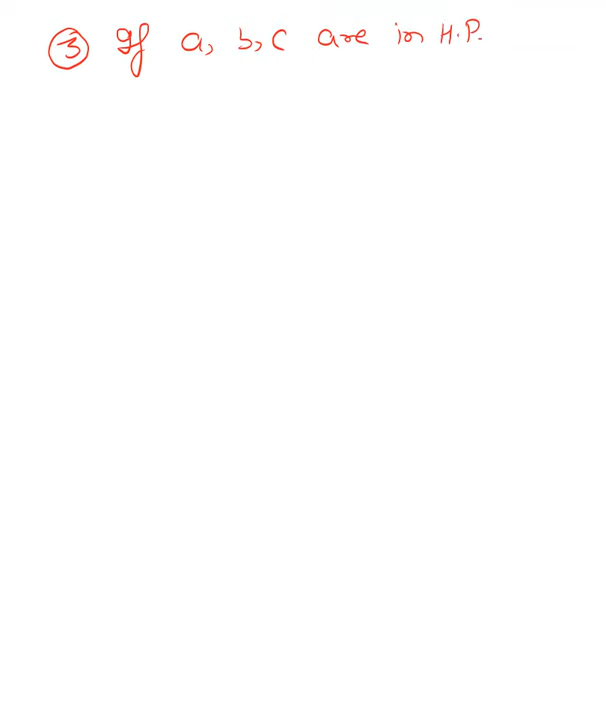 ③ If a, b, c are in H.P.